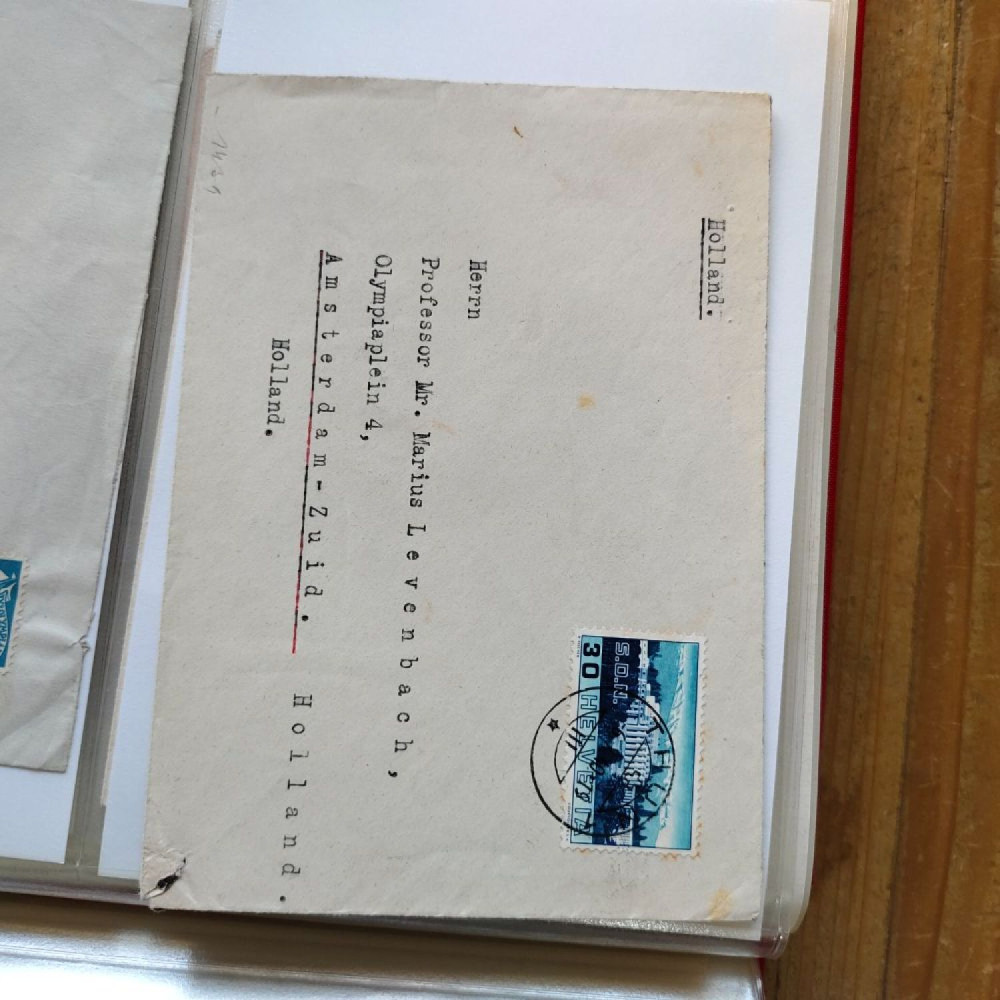 Holland.
S.O.N.
30 HELVETIA
Herrn
Professor Mr. Marius Levenbach,
Olympiaplein 4,
Amsterdam-Zuid. Holland.
Holland.